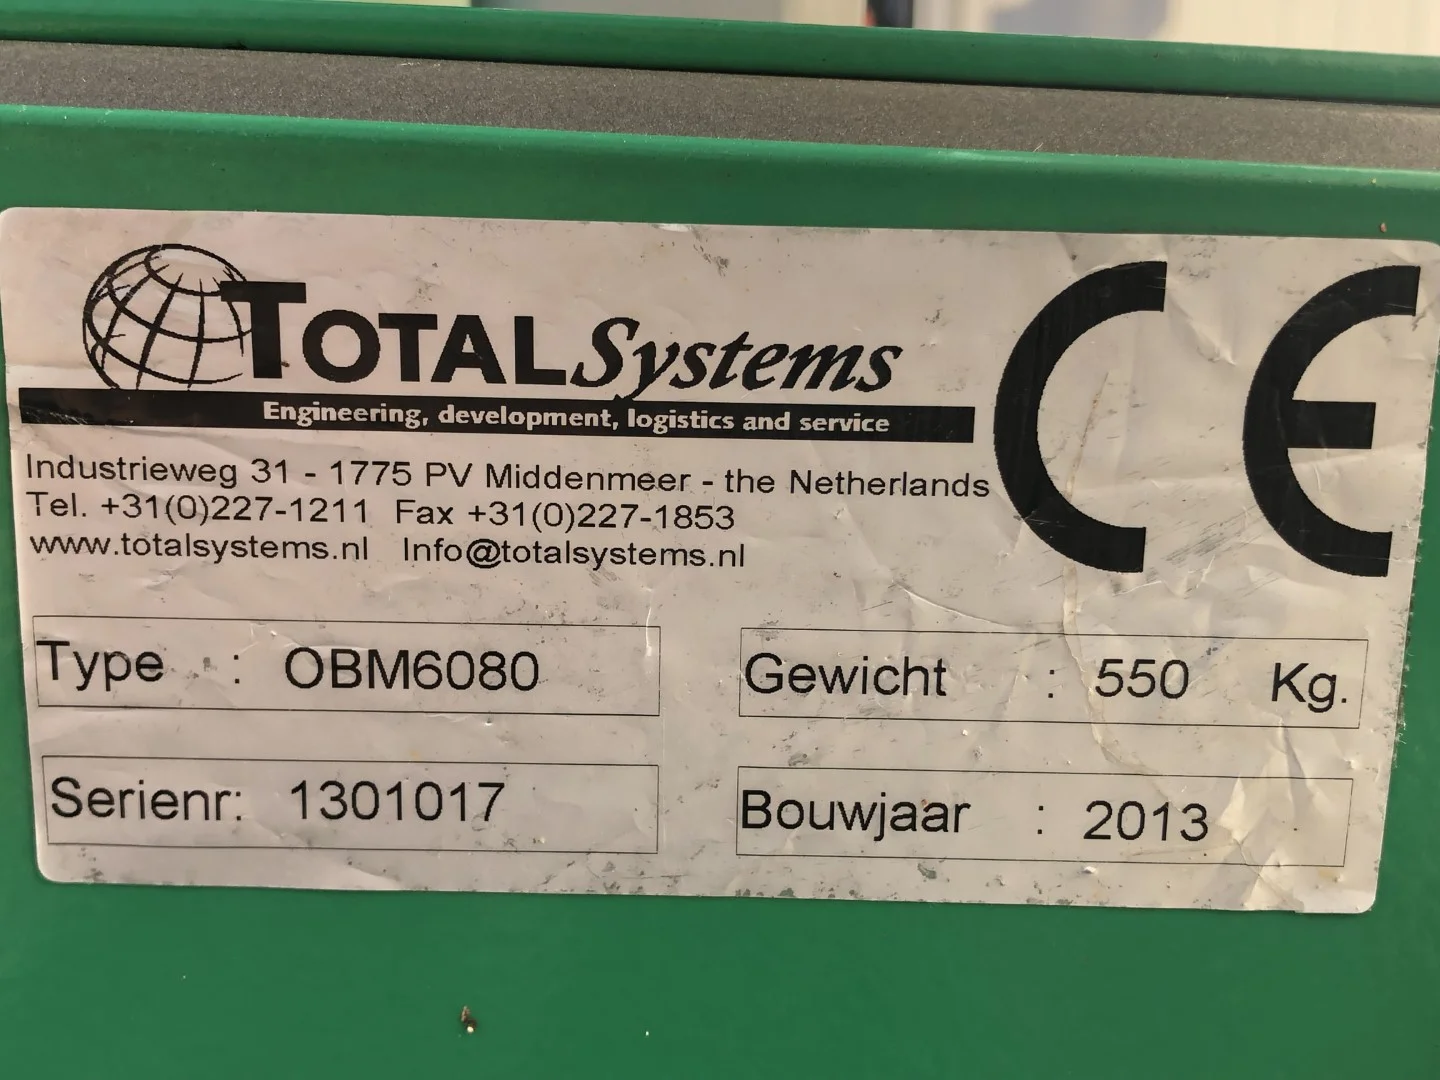 TOTAL Systems
Engineering, development, logistics and service
CE
Industrieweg 31 - 1775 PV Middenmeer - the Netherlands
Tel. +31(0)227-1211 Fax +31(0)227-1853
www.totalsystems.nl Info@totalsystems.nl
Type : OBM6080
Gewicht : 550 Kg.
Serienr: 1301017
Bouwjaar : 2013